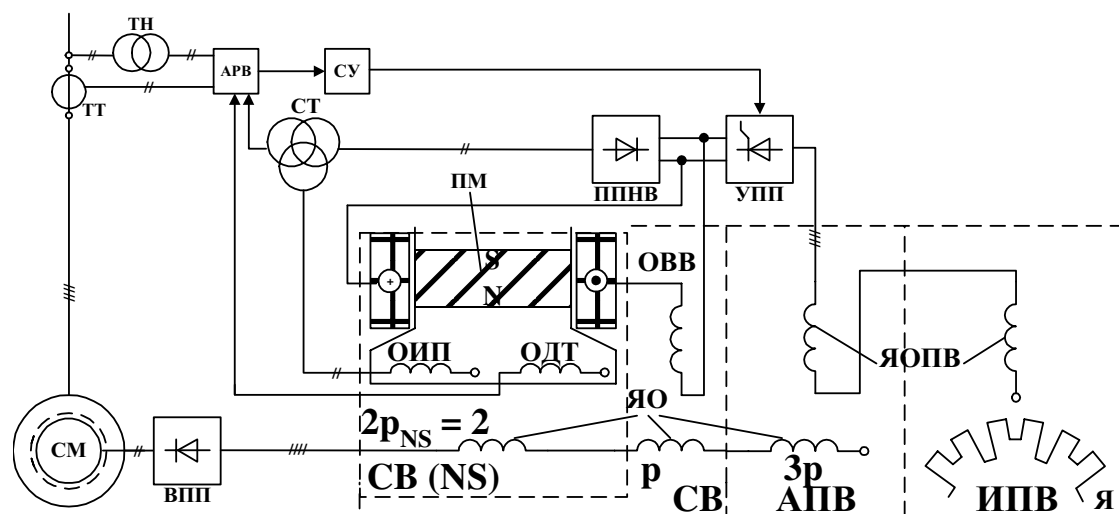 ТН
ТТ
АРВ
СУ
СТ
ППНВ
УПП
ПМ
S
N
+
ОВВ
ОИП
ОДТ
ЯОПВ
ЯО
2p_NS = 2
СВ (NS)
p
СВ
3p
АПВ
ИПВ
Я
СМ
ВПП